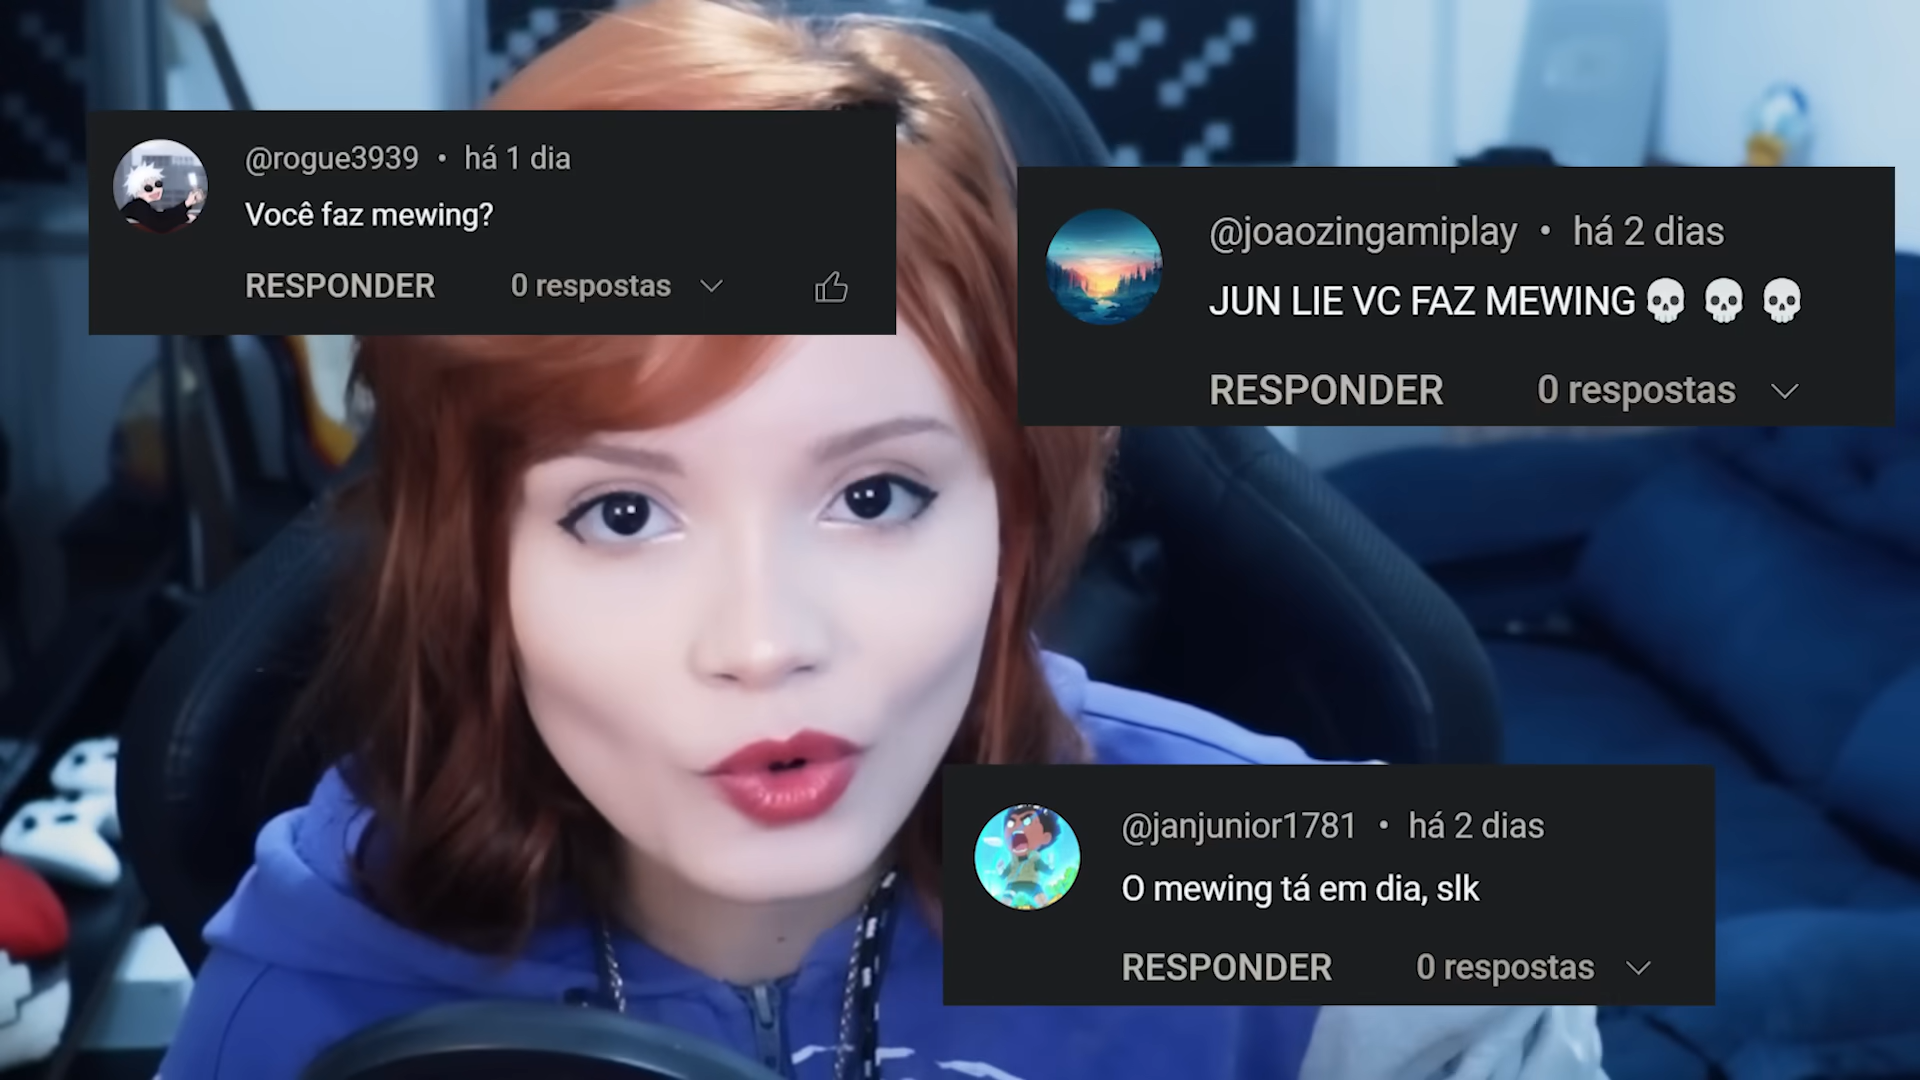 @rogue3939 • há 1 dia
Você faz mewing?
RESPONDER 0 respostas
@joaozingamiplay • há 2 dias
JUN LIE VC FAZ MEWING💀 💀 💀
RESPONDER 0 respostas
@janjunior1781 • há 2 dias
O mewing tá em dia, slk
RESPONDER 0 respostas